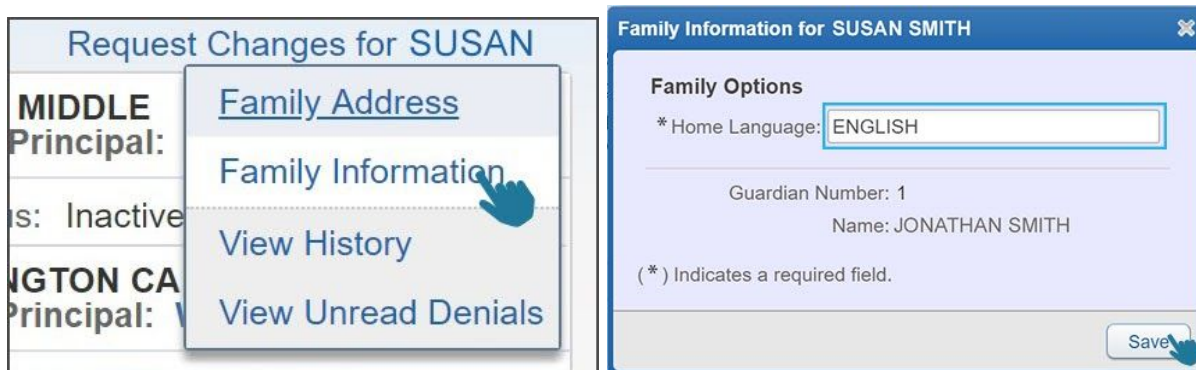 Request Changes for SUSAN
MIDDLE
Principal:
Family Address
Family Information
Inactive
View History
View Unread Denials
CA
Principal:
Family Information for SUSAN SMITH
Family Options
* Home Language: ENGLISH
Guardian Number: 1
Name: JONATHAN SMITH
(*) Indicates a required field.
Save